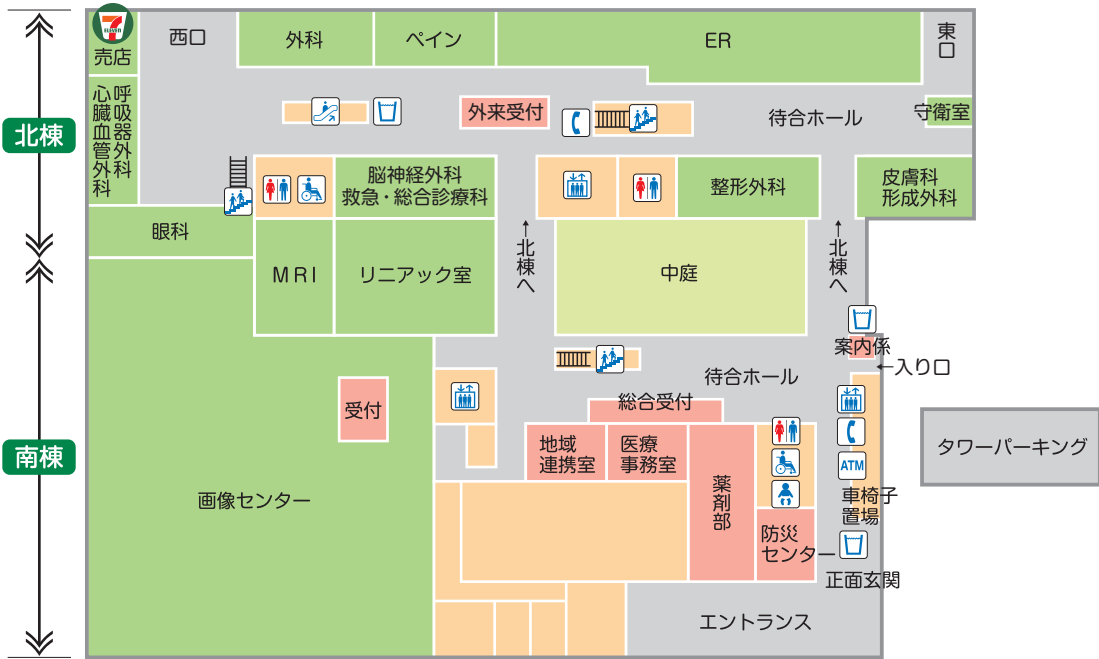 7
ELEVEN
売店
西口
外科
ペイン
ER
東口
呼吸器外科
心臓血管外科
外来受付
待合ホール
守衛室
北棟
脳神経外科
救急・総合診療科
整形外科
皮膚科
形成外科
眼科
MRI
リニアック室
↑北棟へ
中庭
↑北棟へ
案内係
←入り口
待合ホール
受付
総合受付
南棟
地域
連携室
医療
事務室
薬剤部
ATM
タワーパーキング
画像センター
車椅子
置場
防災
センター
正面玄関
エントランス